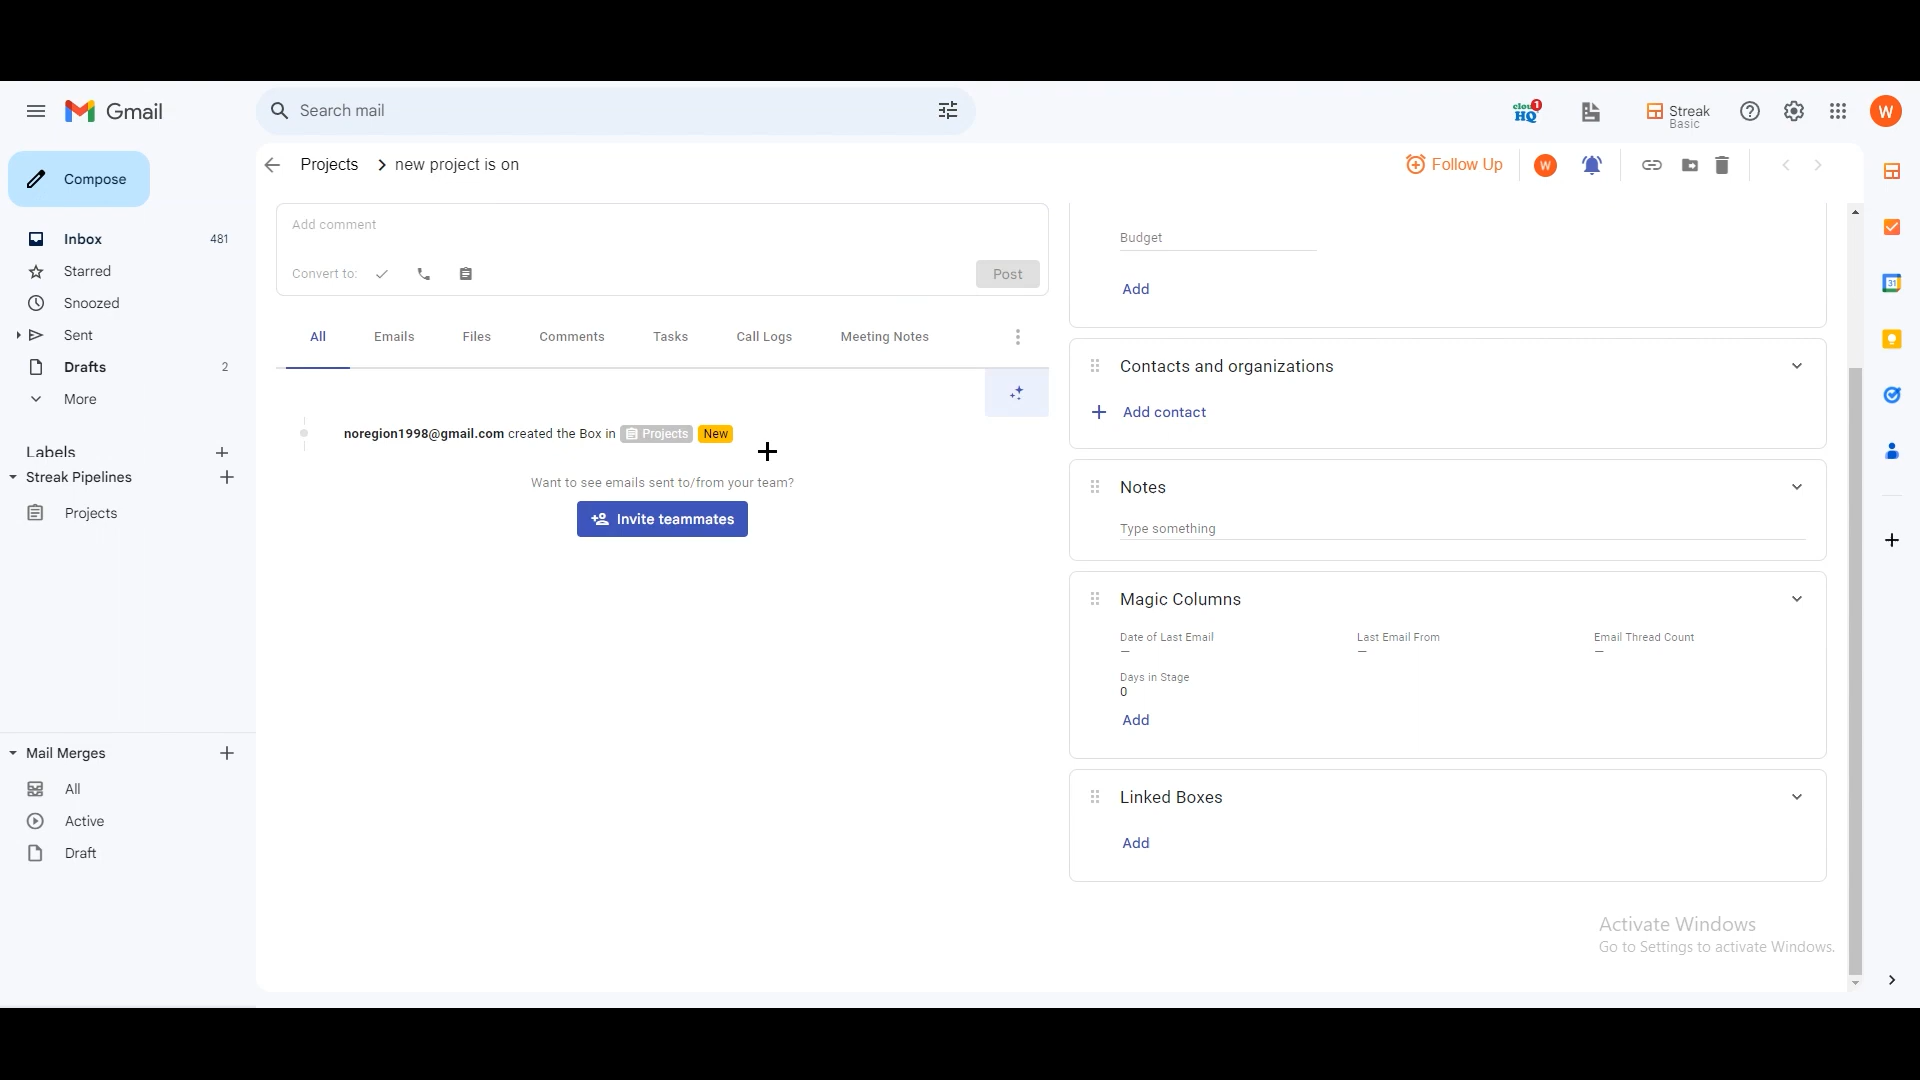 Gmail
Search mail
cloud HQ 1
Streak
Basic
W
Compose
Projects
new project is on
Follow Up
W
Inbox 481
Starred
Snoozed
Sent
Drafts 2
More
Labels
Streak Pipelines
Projects
Mail Merges
All
Active
Draft
Add comment
Convert to:
Post
All Emails Files Comments Tasks Call Logs Meeting Notes
noregion1998@gmail.com created the Box in Projects New
Want to see emails sent to/from your team?
Invite teammates
Budget
Add
Contacts and organizations
Add contact
Notes
Type something
Magic Columns
Date of Last Email Last Email From Email Thread Count
— — —
Days in Stage
0
Add
Linked Boxes
Add
31
Activate Windows
Go to Settings to activate Windows.